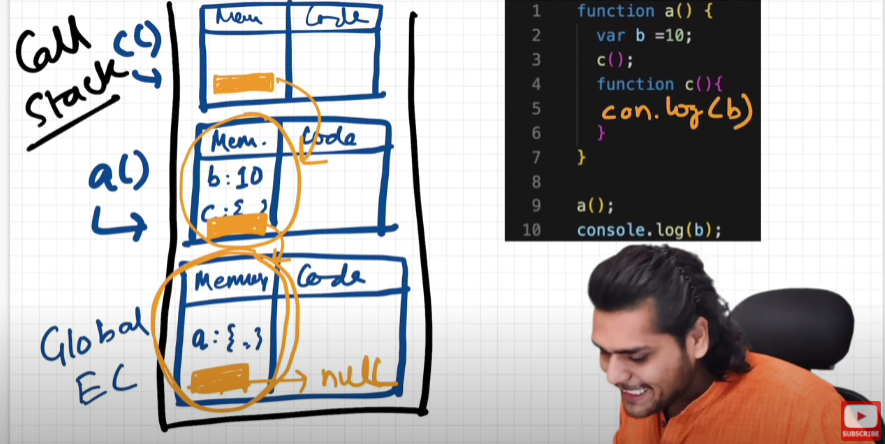 Call
Stack
c()
Mem
Code
a()
Mem.
Code
b:10
c:{ }
Global
EC
Memory
Code
a:{.}
null
1 function a() {
2 var b =10;
3 c();
4 function c(){
5 con.log(b)
6 }
7 }
8
9 a();
10 console.log(b);
SUBSCRIBE